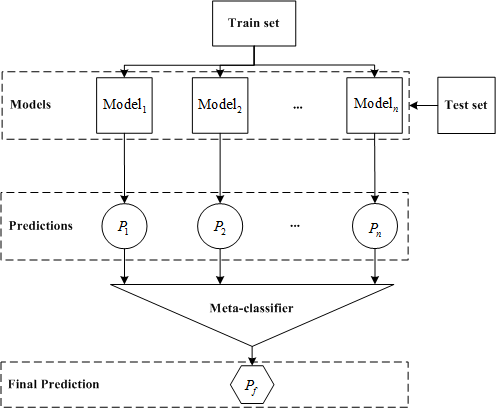 Train set
Models Model1 Model2 ... Modeln Test set
Predictions P1 P2 ... Pn
Meta-classifier
Final Prediction Pf